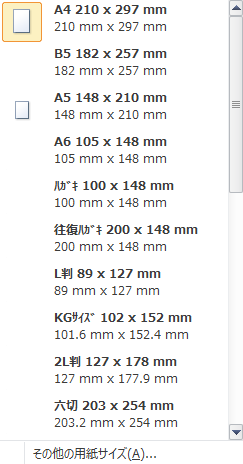 A4 210 x 297 mm
210 mm x 297 mm
B5 182 x 257 mm
182 mm x 257 mm
A5 148 x 210 mm
148 mm x 210 mm
A6 105 x 148 mm
105 mm x 148 mm
ﾊｶﾞｷ 100 x 148 mm
100 mm x 148 mm
往復ﾊｶﾞｷ 200 x 148 mm
200 mm x 148 mm
L判 89 x 127 mm
89 mm x 127 mm
KGｻｲｽﾞ 102 x 152 mm
101.6 mm x 152.4 mm
2L判 127 x 178 mm
127 mm x 177.9 mm
六切 203 x 254 mm
203.2 mm x 254 mm
その他の用紙サイズ(A)...